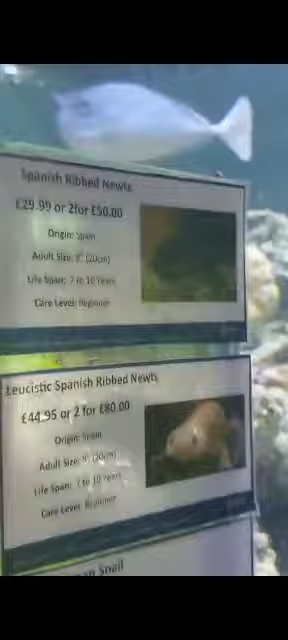 Spanish Ribbed Newts
£29.99 or 2 for £50.00
Origin: Spain
Adult Size: 8" (20cm)
Life Span: 7 to 10 Years
Care Level: Beginner
Leucistic Spanish Ribbed Newts
£44.95 or 2 for £80.00
Origin: Spain
Adult Size: 8" (20cm)
Life Span: 7 to 10 Years
Care Level: Beginner
Snail